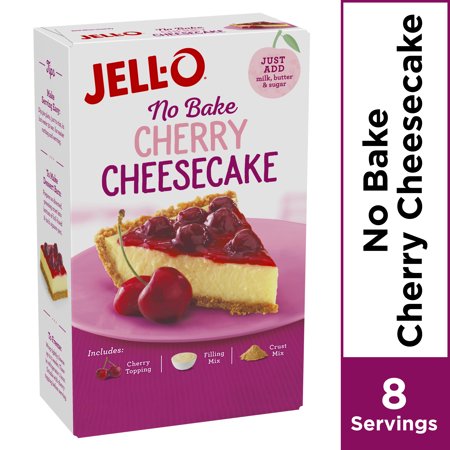 JELL-O
JUST
ADD
milk, butter
& sugar
No Bake
CHERRY
CHEESECAKE
Includes:
Cherry
Topping
Filling
Mix
Crust
Mix
Tips
No Bake
Cherry Cheesecake
8
Servings